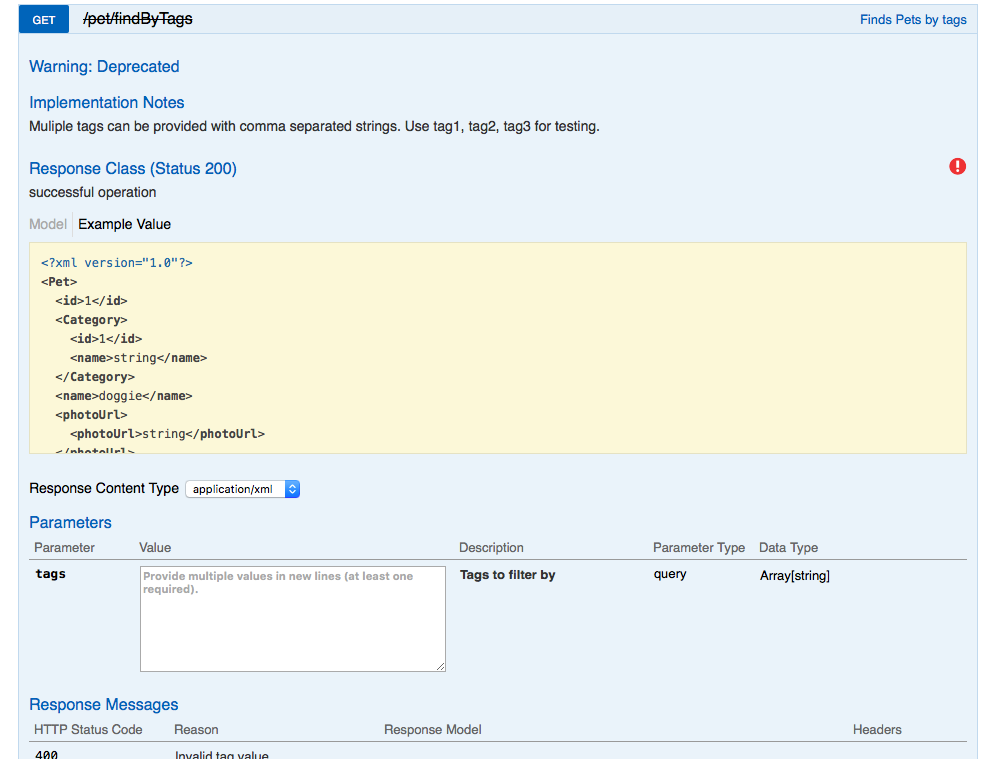 GET /pet/findByTags Finds Pets by tags
Warning: Deprecated
Implementation Notes
Muliple tags can be provided with comma separated strings. Use tag1, tag2, tag3 for testing.
Response Class (Status 200)
successful operation
Model Example Value
<?xml version="1.0"?>
<Pet>
  <id>1</id>
  <Category>
    <id>1</id>
    <name>string</name>
  </Category>
  <name>doggie</name>
  <photoUrl>
    <photoUrl>string</photoUrl>
  </photoUrl>
Response Content Type application/xml
Parameters
Parameter Value Description Parameter Type Data Type
tags Provide multiple values in new lines (at least one required). Tags to filter by query Array[string]
Response Messages
HTTP Status Code Reason Response Model Headers
400 Invalid tag value